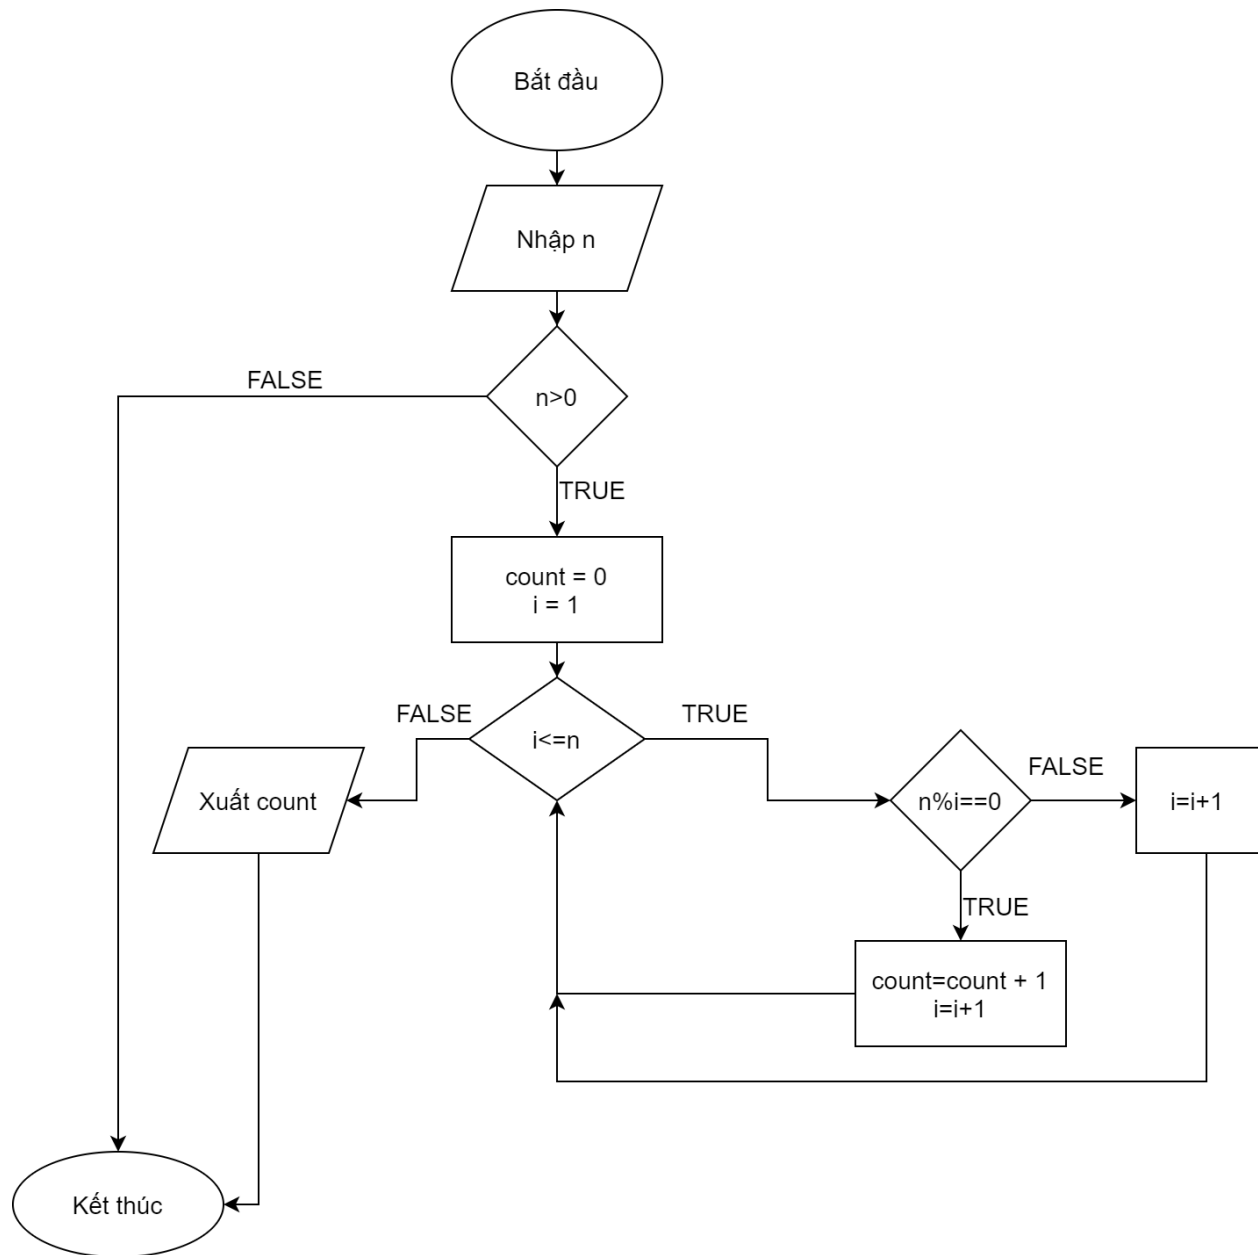 Bắt đầu
Nhập n
n>0
FALSE
TRUE
count = 0
i = 1
i<=n
FALSE
TRUE
Xuất count
n%i==0
FALSE
i=i+1
TRUE
count=count + 1
i=i+1
Kết thúc